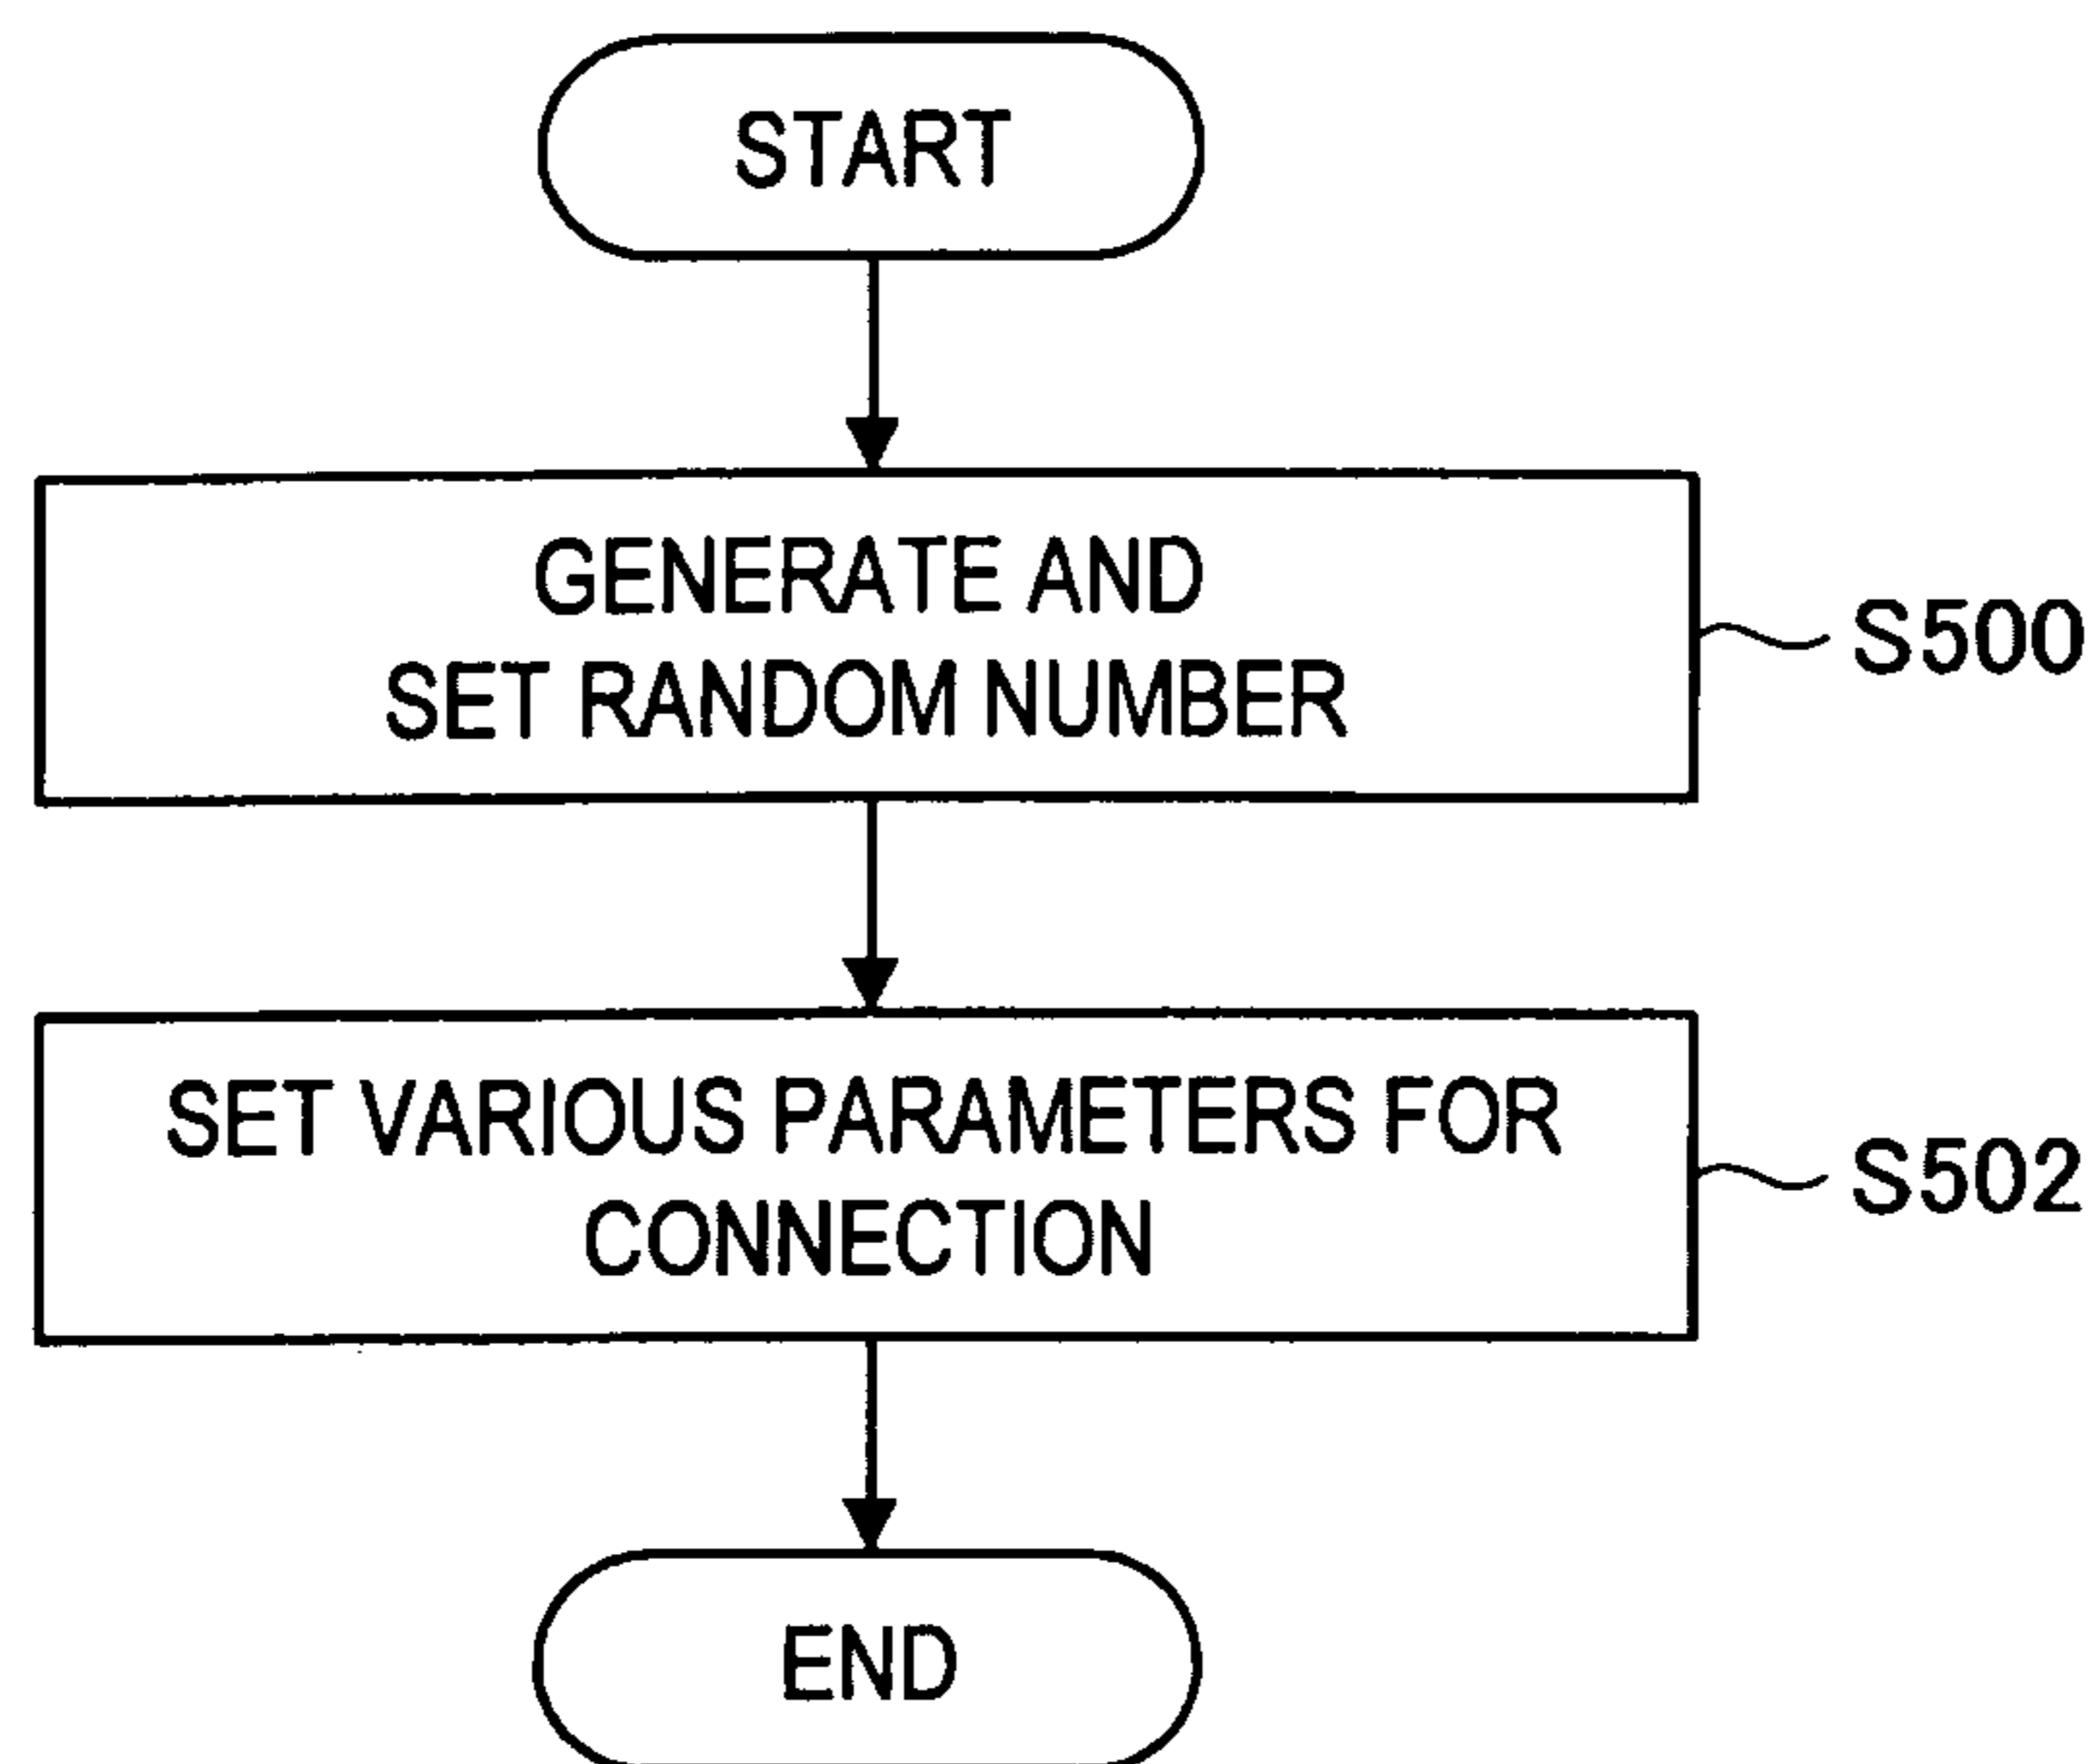 START
GENERATE AND
SET RANDOM NUMBER
S500
SET VARIOUS PARAMETERS FOR
CONNECTION
S502
END